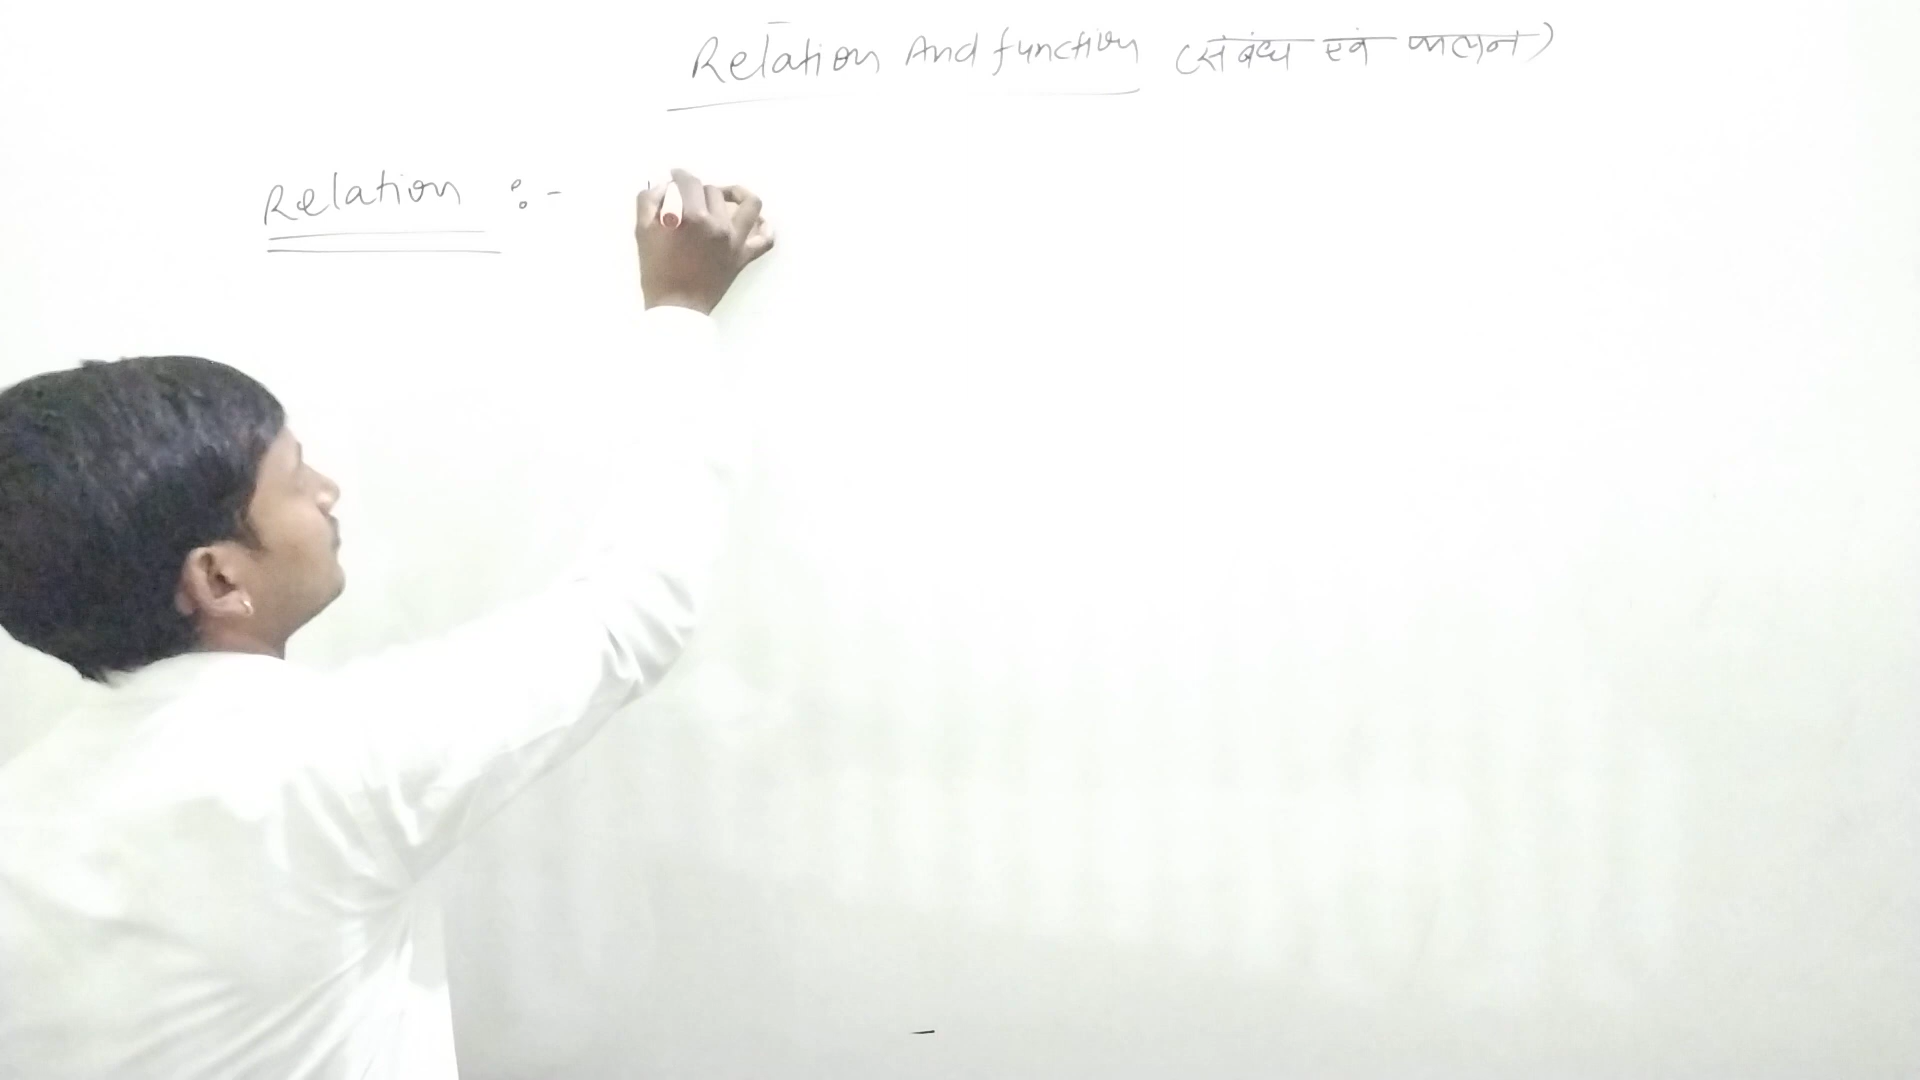 Relation And function (संबंध एवं फलन)
Relation :-